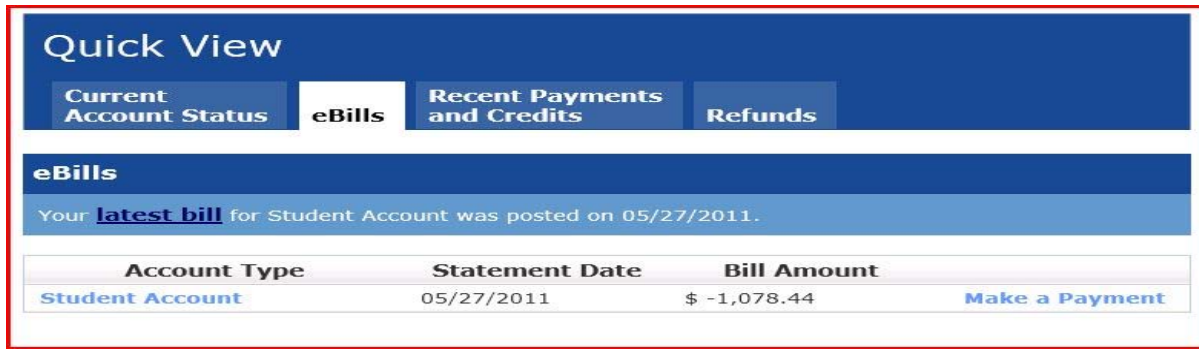 Quick View
Current
Account Status
eBills
Recent Payments
and Credits
Refunds
eBills
Your latest bill for Student Account was posted on 05/27/2011.
Account Type Statement Date Bill Amount
Student Account 05/27/2011 $ -1,078.44 Make a Payment